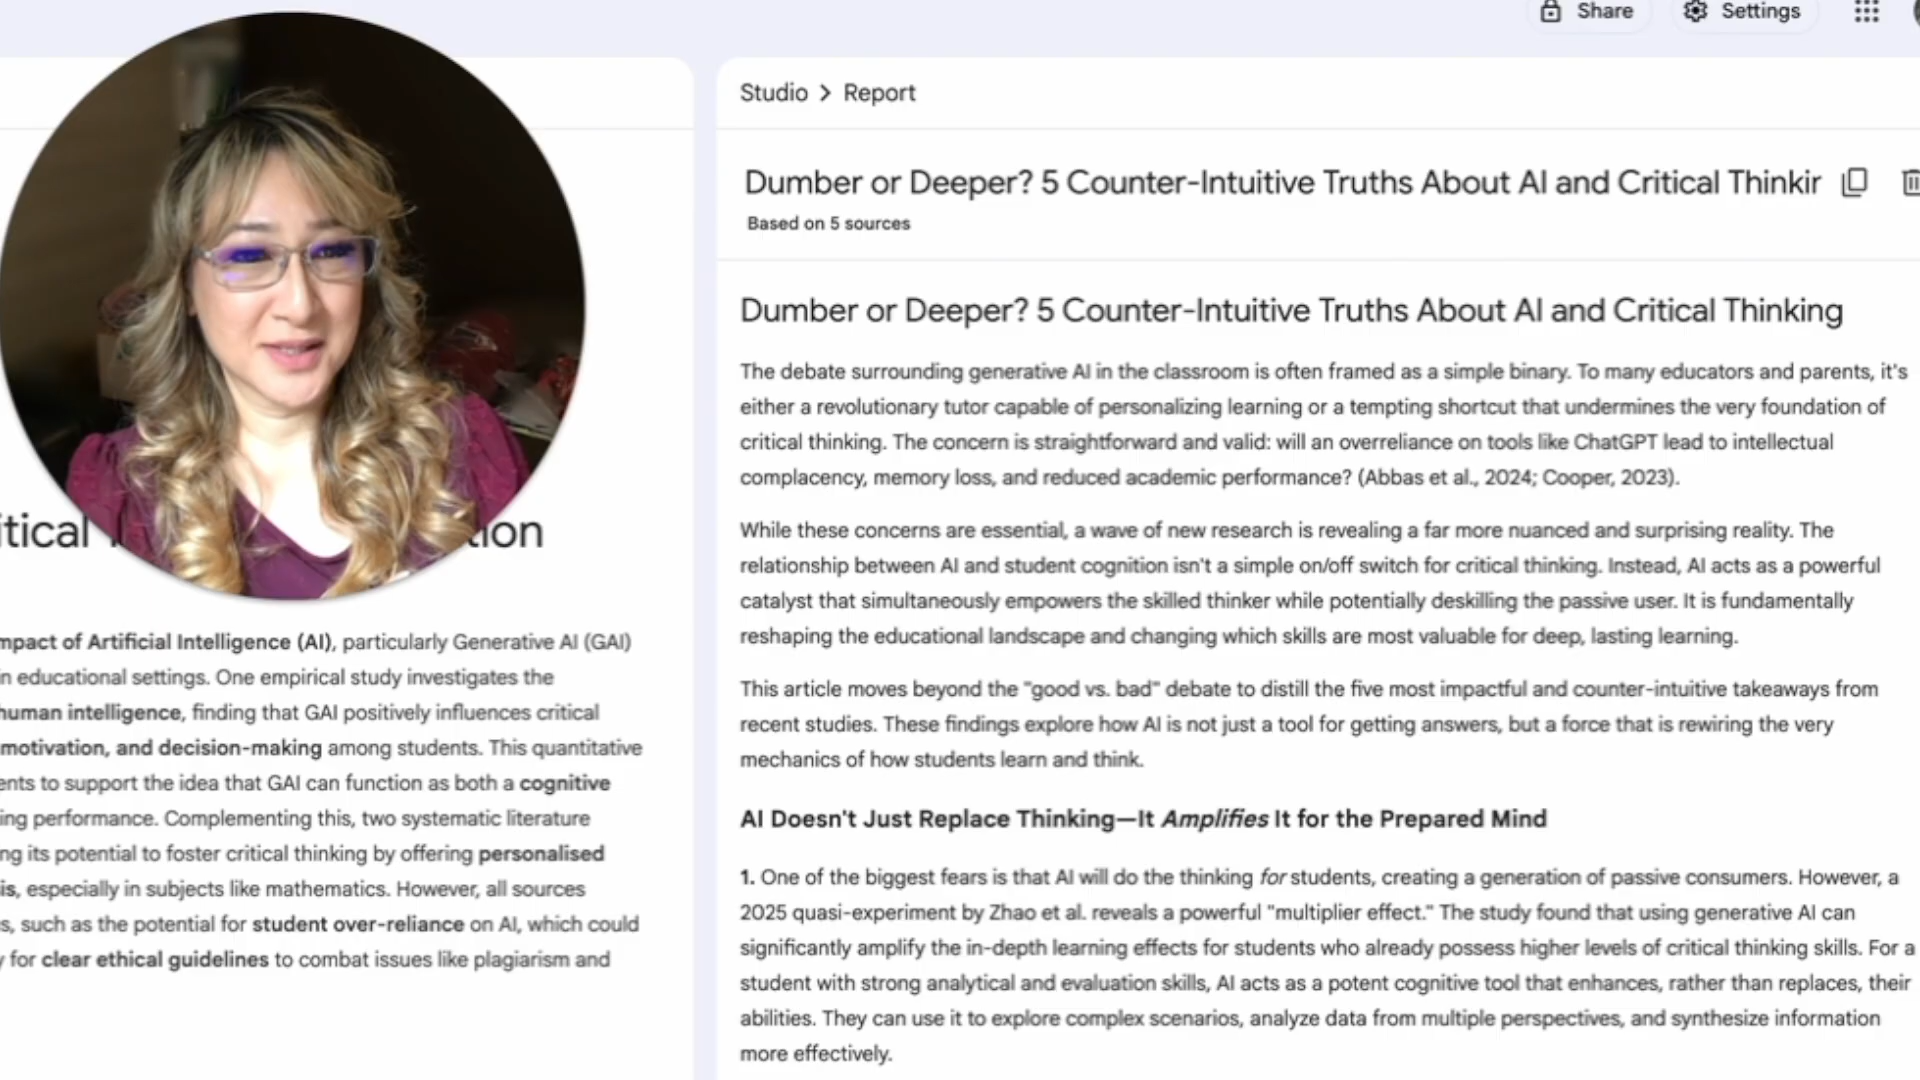 Share
Settings
Studio > Report
Dumber or Deeper? 5 Counter-Intuitive Truths About AI and Critical Thinkir
Based on 5 sources
Dumber or Deeper? 5 Counter-Intuitive Truths About AI and Critical Thinking
The debate surrounding generative AI in the classroom is often framed as a simple binary. To many educators and parents, it's
either a revolutionary tutor capable of personalizing learning or a tempting shortcut that undermines the very foundation of
critical thinking. The concern is straightforward and valid: will an overreliance on tools like ChatGPT lead to intellectual
complacency, memory loss, and reduced academic performance? (Abbas et al., 2024; Cooper, 2023).
While these concerns are essential, a wave of new research is revealing a far more nuanced and surprising reality. The
relationship between AI and student cognition isn't a simple on/off switch for critical thinking. Instead, AI acts as a powerful
catalyst that simultaneously empowers the skilled thinker while potentially deskilling the passive user. It is fundamentally
reshaping the educational landscape and changing which skills are most valuable for deep, lasting learning.
This article moves beyond the "good vs. bad" debate to distill the five most impactful and counter-intuitive takeaways from
recent studies. These findings explore how AI is not just a tool for getting answers, but a force that is rewiring the very
mechanics of how students learn and think.
AI Doesn't Just Replace Thinking—It Amplifies It for the Prepared Mind
1. One of the biggest fears is that AI will do the thinking for students, creating a generation of passive consumers. However, a
2025 quasi-experiment by Zhao et al. reveals a powerful "multiplier effect." The study found that using generative AI can
significantly amplify the in-depth learning effects for students who already possess higher levels of critical thinking skills. For a
student with strong analytical and evaluation skills, AI acts as a potent cognitive tool that enhances, rather than replaces, their
abilities. They can use it to explore complex scenarios, analyze data from multiple perspectives, and synthesize information
more effectively.
itical
tion
mpact of Artificial Intelligence (AI), particularly Generative AI (GAI)
n educational settings. One empirical study investigates the
human intelligence, finding that GAI positively influences critical
motivation, and decision-making among students. This quantitative
ents to support the idea that GAI can function as both a cognitive
ing performance. Complementing this, two systematic literature
ng its potential to foster critical thinking by offering personalised
is, especially in subjects like mathematics. However, all sources
s, such as the potential for student over-reliance on AI, which could
y for clear ethical guidelines to combat issues like plagiarism and